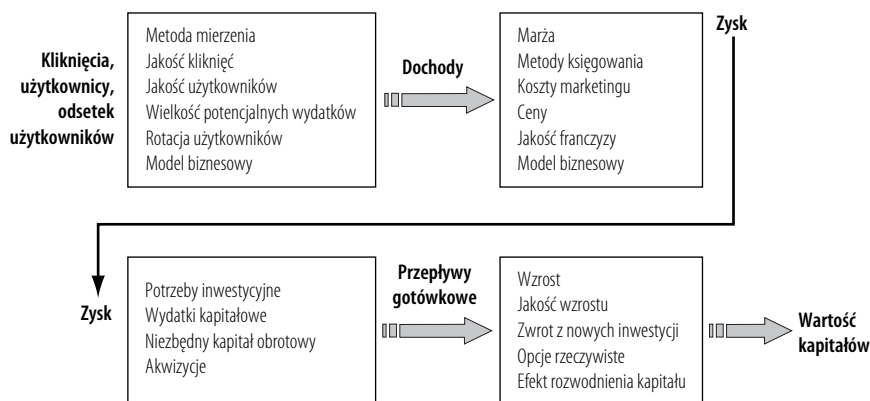 Kliknięcia,
użytkownicy,
odsetek
użytkowników
Metoda mierzenia
Jakość kliknięć
Jakość użytkowników
Wielkość potencjalnych wydatków
Rotacja użytkowników
Model biznesowy
Dochody
Marża
Metody księgowania
Koszty marketingu
Ceny
Jakość franczyzy
Model biznesowy
Zysk
Zysk
Potrzeby inwestycyjne
Wydatki kapitałowe
Niezbędny kapitał obrotowy
Akwizycje
Przepływy
gotówkowe
Wzrost
Jakość wzrostu
Zwrot z nowych inwestycji
Opcje rzeczywiste
Efekt rozwodnienia kapitału
Wartość
kapitałów